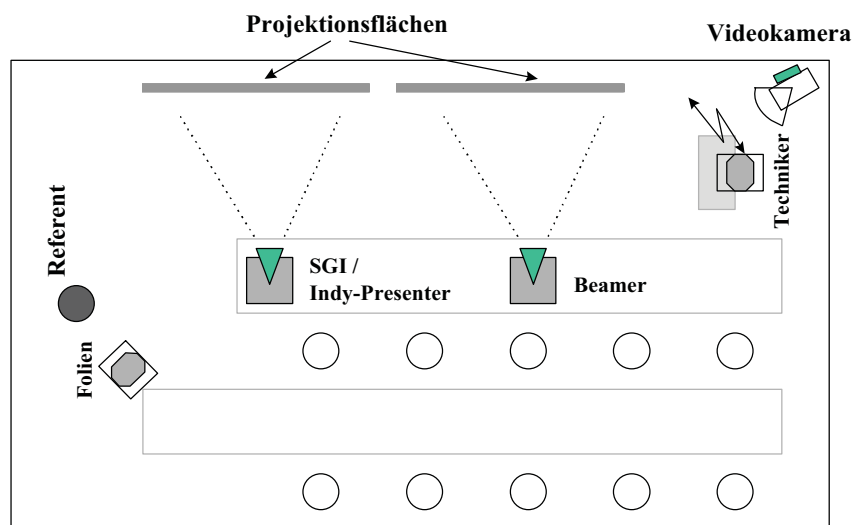 Projektionsflächen
Videokamera
Techniker
Referent
SGI /
Indy-Presenter
Beamer
Folien